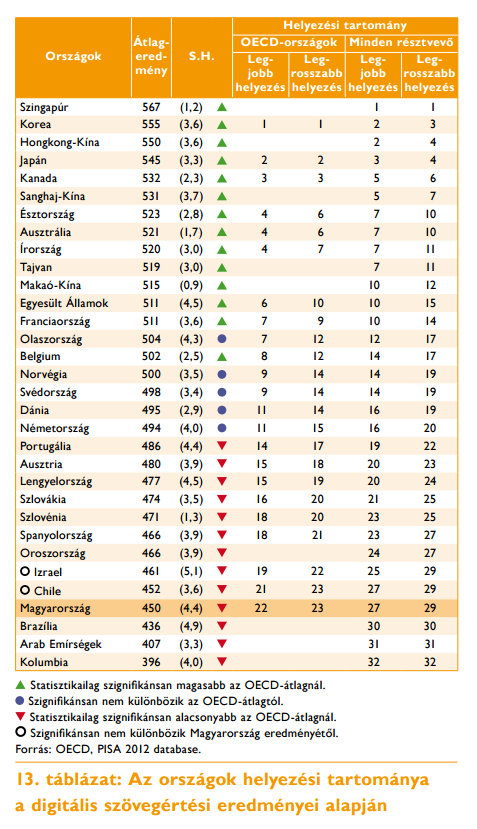 Országok Átlag-ered-mény S.H. Helyezési tartomány
OECD-országok Minden résztvevő
Leg-jobb helyezés Leg-rosszabb helyezés Leg-jobb helyezés Leg-rosszabb helyezés
Szingapúr 567 (1,2) ▲ 1 1
Korea 555 (3,6) ▲ 1 1 2 3
Hongkong-Kína 550 (3,6) ▲ 2 4
Japán 545 (3,3) ▲ 2 2 3 4
Kanada 532 (2,3) ▲ 3 3 5 6
Sanghaj-Kína 531 (3,7) ▲ 5 7
Észtország 523 (2,8) ▲ 4 6 7 10
Ausztrália 521 (1,7) ▲ 4 6 7 10
Írország 520 (3,0) ▲ 4 7 7 11
Tajvan 519 (3,0) ▲ 7 11
Makaó-Kína 515 (0,9) ▲ 10 12
Egyesült Államok 511 (4,5) ▲ 6 10 10 15
Franciaország 511 (3,6) ▲ 7 9 10 14
Olaszország 504 (4,3) ● 7 12 12 17
Belgium 502 (2,5) ▲ 8 12 14 17
Norvégia 500 (3,5) ● 9 14 14 19
Svédország 498 (3,4) ● 9 14 14 19
Dánia 495 (2,9) ● 11 14 16 19
Németország 494 (4,0) ● 11 15 16 20
Portugália 486 (4,4) ▼ 14 17 19 22
Ausztria 480 (3,9) ▼ 15 18 20 23
Lengyelország 477 (4,5) ▼ 15 19 20 24
Szlovákia 474 (3,5) ▼ 16 20 21 25
Szlovénia 471 (1,3) ▼ 18 20 23 25
Spanyolország 466 (3,9) ▼ 18 21 23 27
Oroszország 466 (3,9) ▼ 24 27
O Izrael 461 (5,1) ▼ 19 22 25 29
O Chile 452 (3,6) ▼ 21 23 27 29
Magyarország 450 (4,4) ▼ 22 23 27 29
Brazília 436 (4,9) ▼ 30 30
Arab Emírségek 407 (3,3) ▼ 31 31
Kolumbia 396 (4,0) ▼ 32 32
▲ Statisztikailag szignifikánsan magasabb az OECD-átlagnál.
● Szignifikánsan nem különbözik az OECD-átlagtól.
▼ Statisztikailag szignifikánsan alacsonyabb az OECD-átlagnál.
O Szignifikánsan nem különbözik Magyarország eredményétől.
Forrás: OECD, PISA 2012 database.
13. táblázat: Az országok helyezési tartománya
a digitális szövegértési eredményei alapján